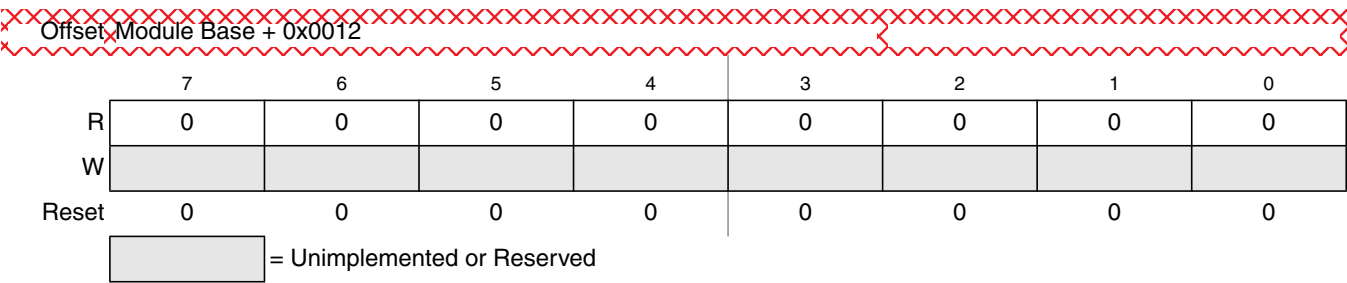 Offset Module Base + 0x0012
7 6 5 4 3 2 1 0
R 0 0 0 0 0 0 0 0
W
Reset 0 0 0 0 0 0 0 0
= Unimplemented or Reserved